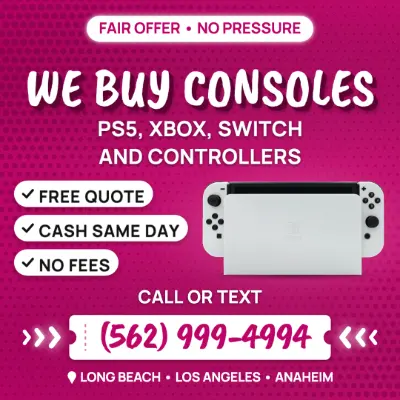 FAIR OFFER • NO PRESSURE
WE BUY CONSOLES
PS5, XBOX, SWITCH
AND CONTROLLERS
FREE QUOTE
CASH SAME DAY
NO FEES
CALL OR TEXT
(562) 999-4994
LONG BEACH • LOS ANGELES • ANAHEIM